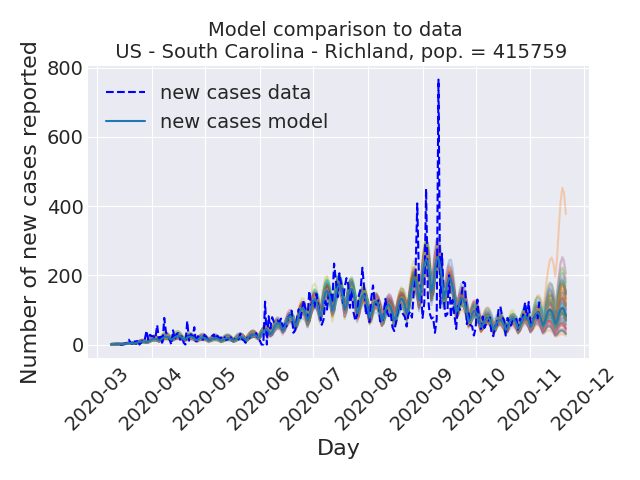 Model comparison to data
US - South Carolina - Richland, pop. = 415759
Number of new cases reported
800
600
400
200
0
new cases data
new cases model
2020-03
2020-04
2020-05
2020-06
2020-07
2020-08
2020-09
2020-10
2020-11
2020-12
Day